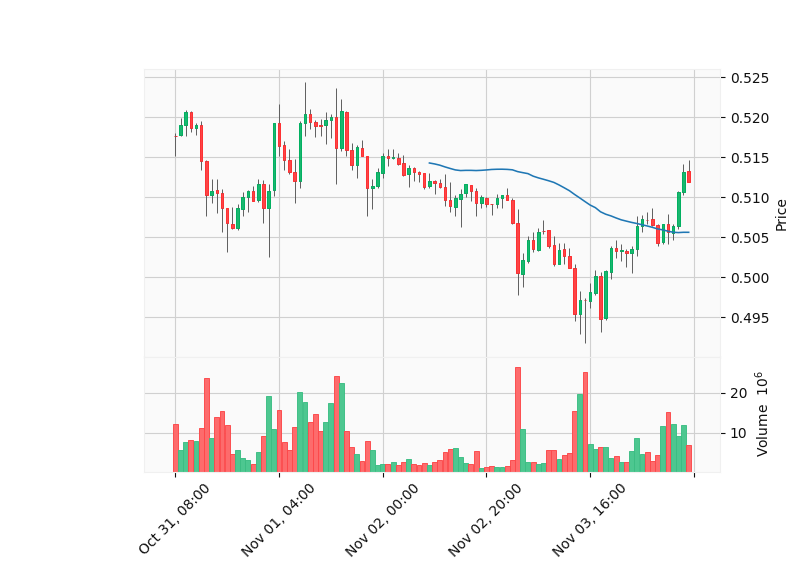 0.525
0.520
0.515
0.510
0.505
0.500
0.495
Price
20
10
Volume 10⁶
Oct 31, 08:00
Nov 01, 04:00
Nov 02, 00:00
Nov 02, 20:00
Nov 03, 16:00